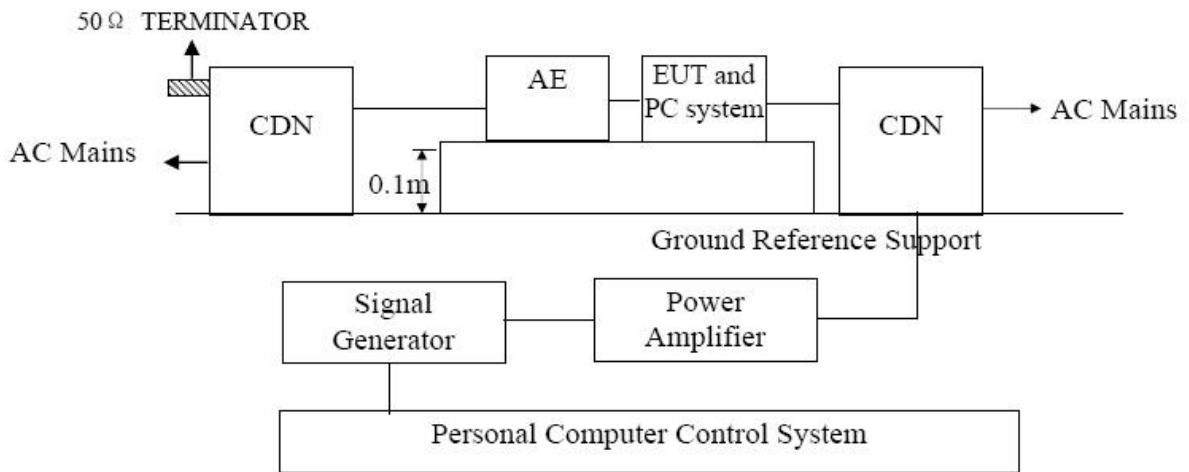 50Ω TERMINATOR
AE
EUT and
PC system
CDN
CDN
AC Mains
AC Mains
0.1m
Ground Reference Support
Signal
Generator
Power
Amplifier
Personal Computer Control System